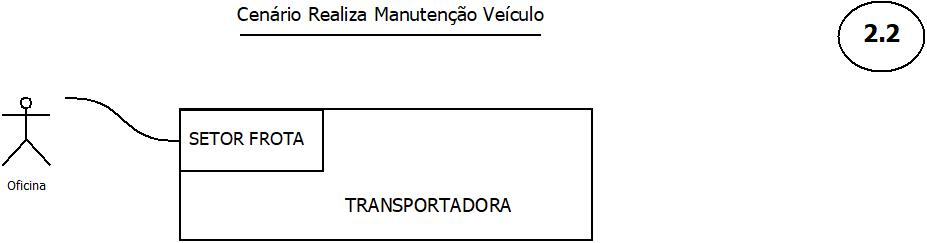 Cenário Realiza Manutenção Veículo
2.2
SETOR FROTA
Oficina
TRANSPORTADORA